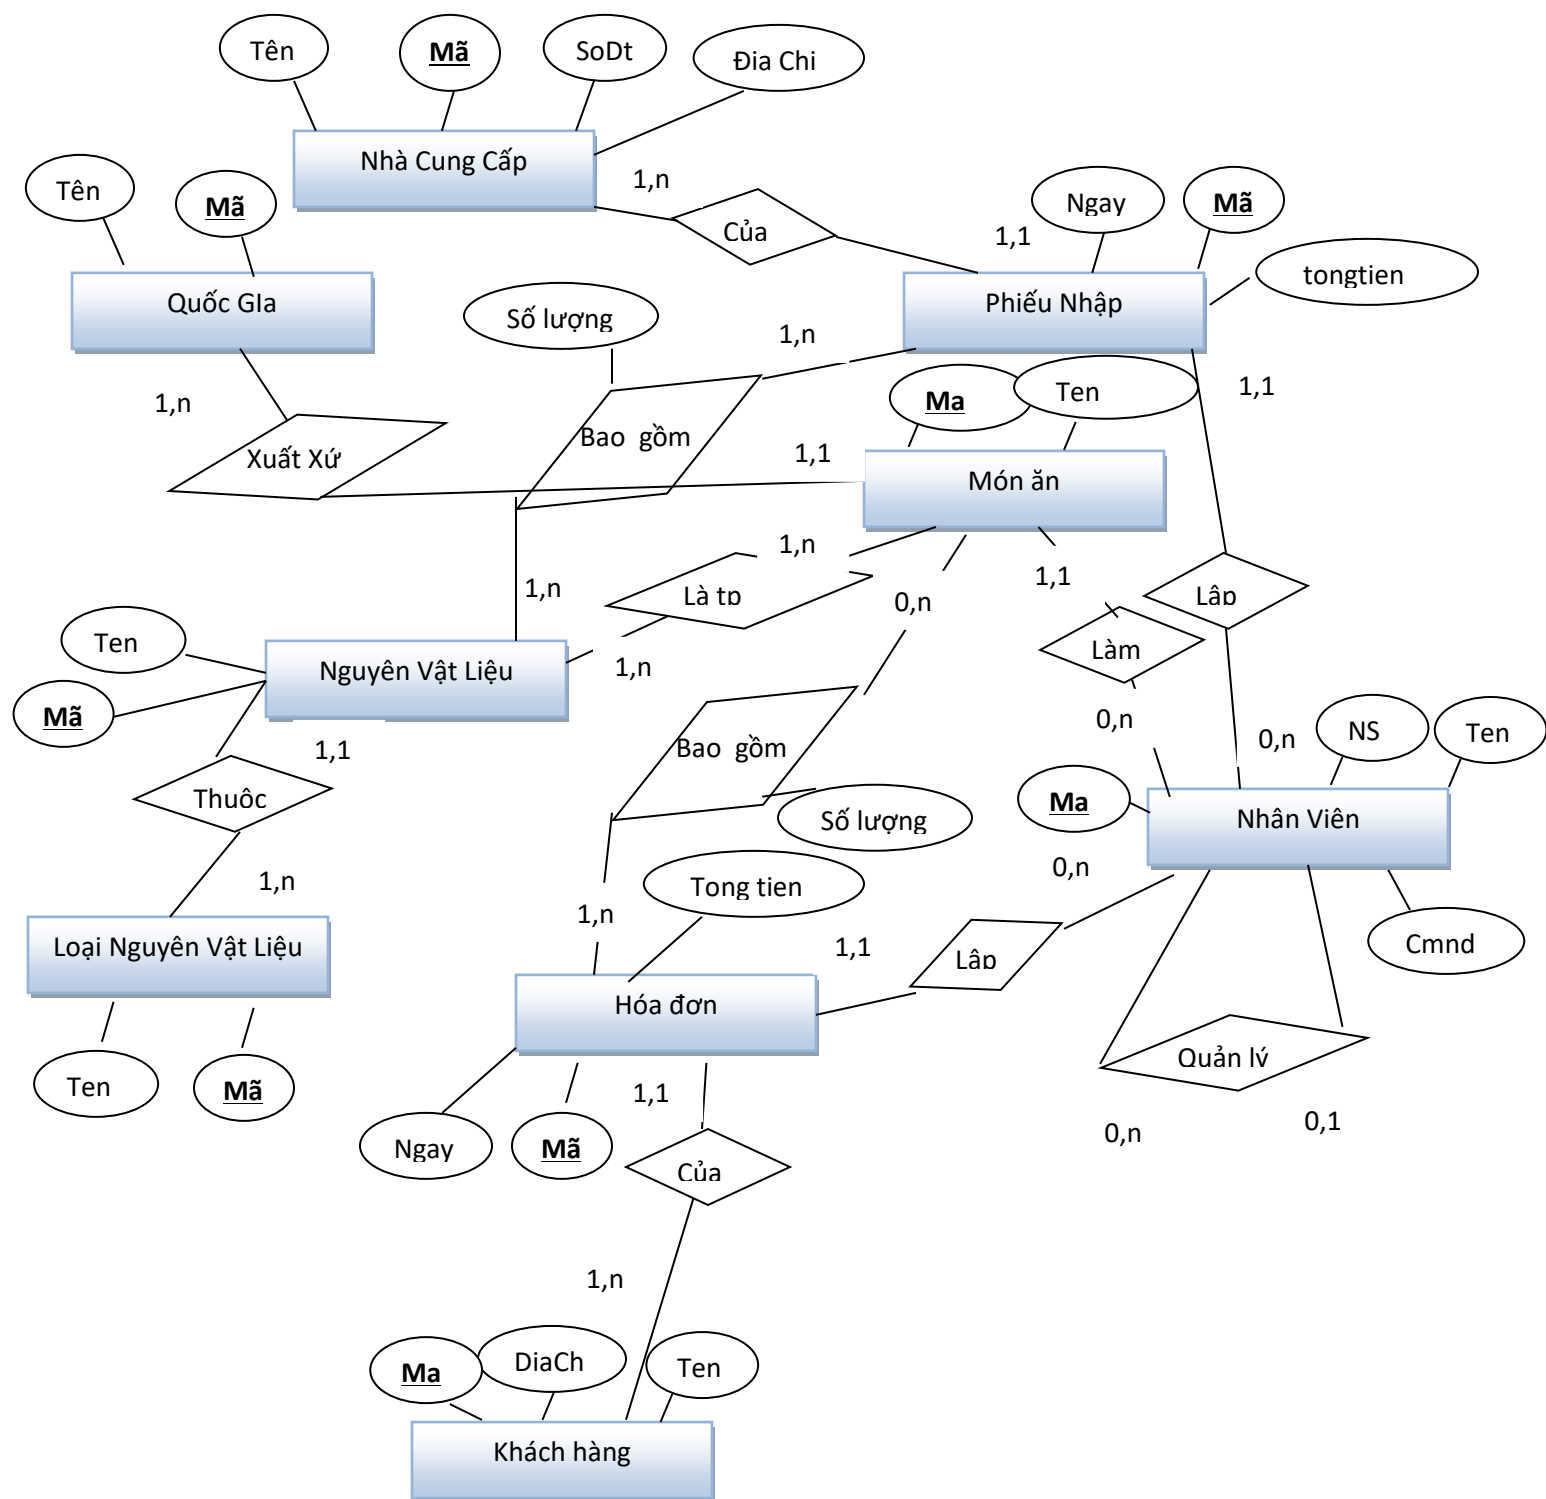 Tên
Mã
SoDt
Đia Chi
Nhà Cung Cấp
1,n
Tên
Mã
Của
Ngay
Mã
1,1
tongtien
Quốc GIa
Phiếu Nhập
Số lượng
1,n
1,n
Ma
Ten
1,1
Bao gồm
Xuất Xứ
1,1
Món ăn
1,n
1,n
Là tp
1,1
Lập
0,n
Ten
1,n
Làm
Nguyên Vật Liệu
Mã
1,1
0,n
0,n
NS
Ten
Bao gồm
Thuộc
Ma
Số lượng
Nhân Viên
1,n
Tong tien
0,n
1,n
Loại Nguyên Vật Liệu
1,1
Lập
Cmnd
Hóa đơn
Ten
Mã
1,1
Quản lý
Ngay
Mã
0,n
0,1
Của
1,n
Ma
DiaCh
Ten
Khách hàng